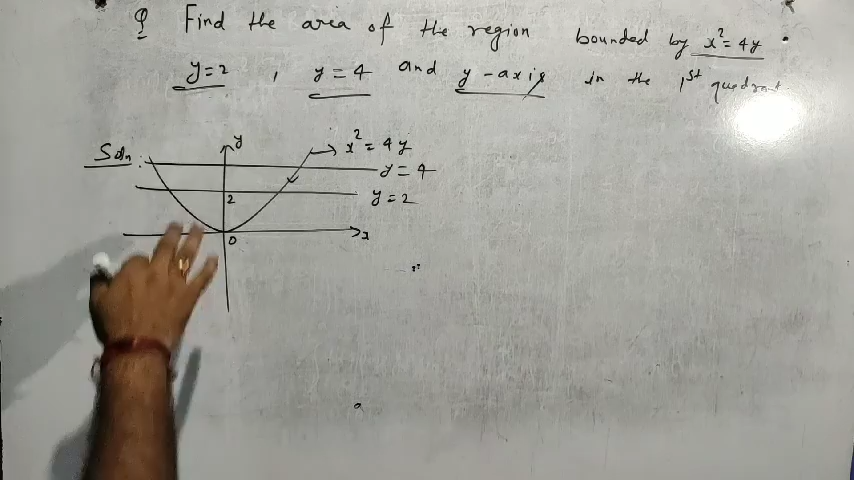 Q Find the area of the region bounded by x²=4y.
y=2 , y=4 and y-axis in the 1st quadrant.
Soln:
y
x²=4y
y=4
y=2
2
0
x